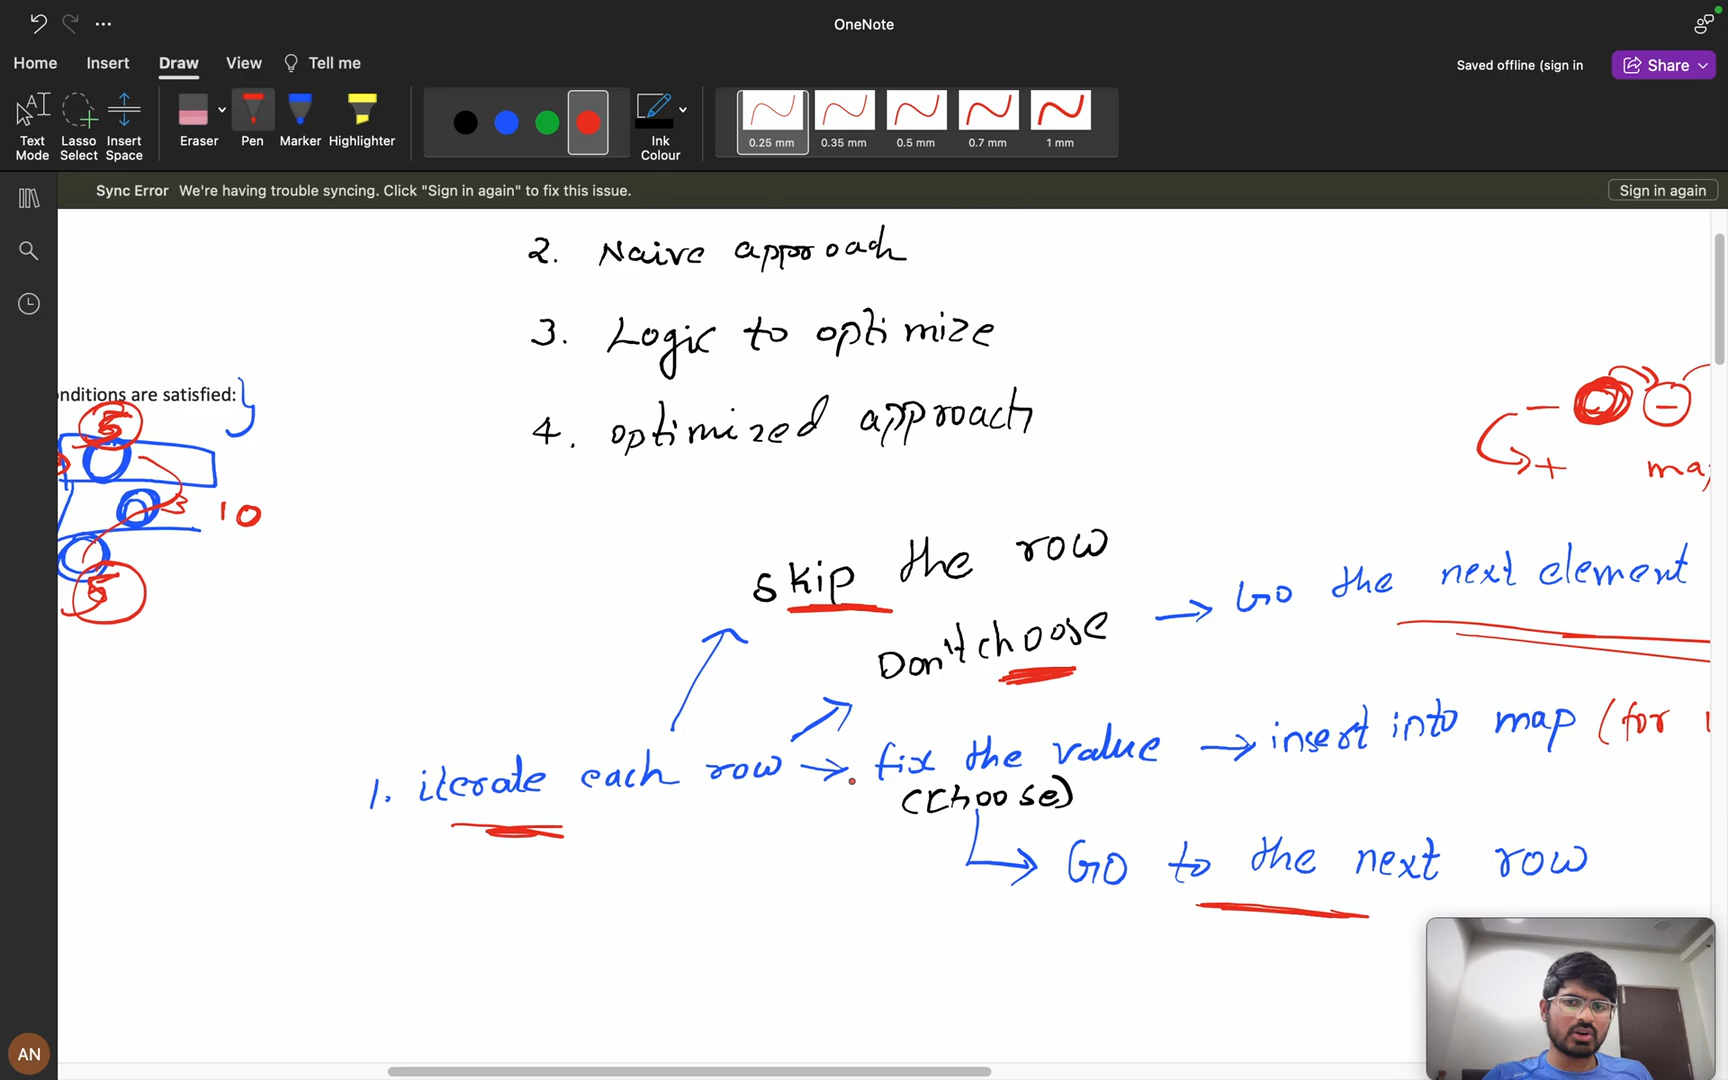 OneNote
Home Insert Draw View Tell me
Saved offline (sign in
Share
Text Mode
Lasso Select
Insert Space
Eraser
Pen
Marker
Highlighter
Ink Colour
0.25 mm
0.35 mm
0.5 mm
0.7 mm
1 mm
Sync Error We're having trouble syncing. Click "Sign in again" to fix this issue.
Sign in again
2. Naive approach
3. Logic to optimize
onditions are satisfied:
4. optimized approach
5
10
5
- -
+
skip the row
Don't choose → Go the next element
1. iterate each row → fix the value → insert into map (for
(choose)
Go to the next row
AN